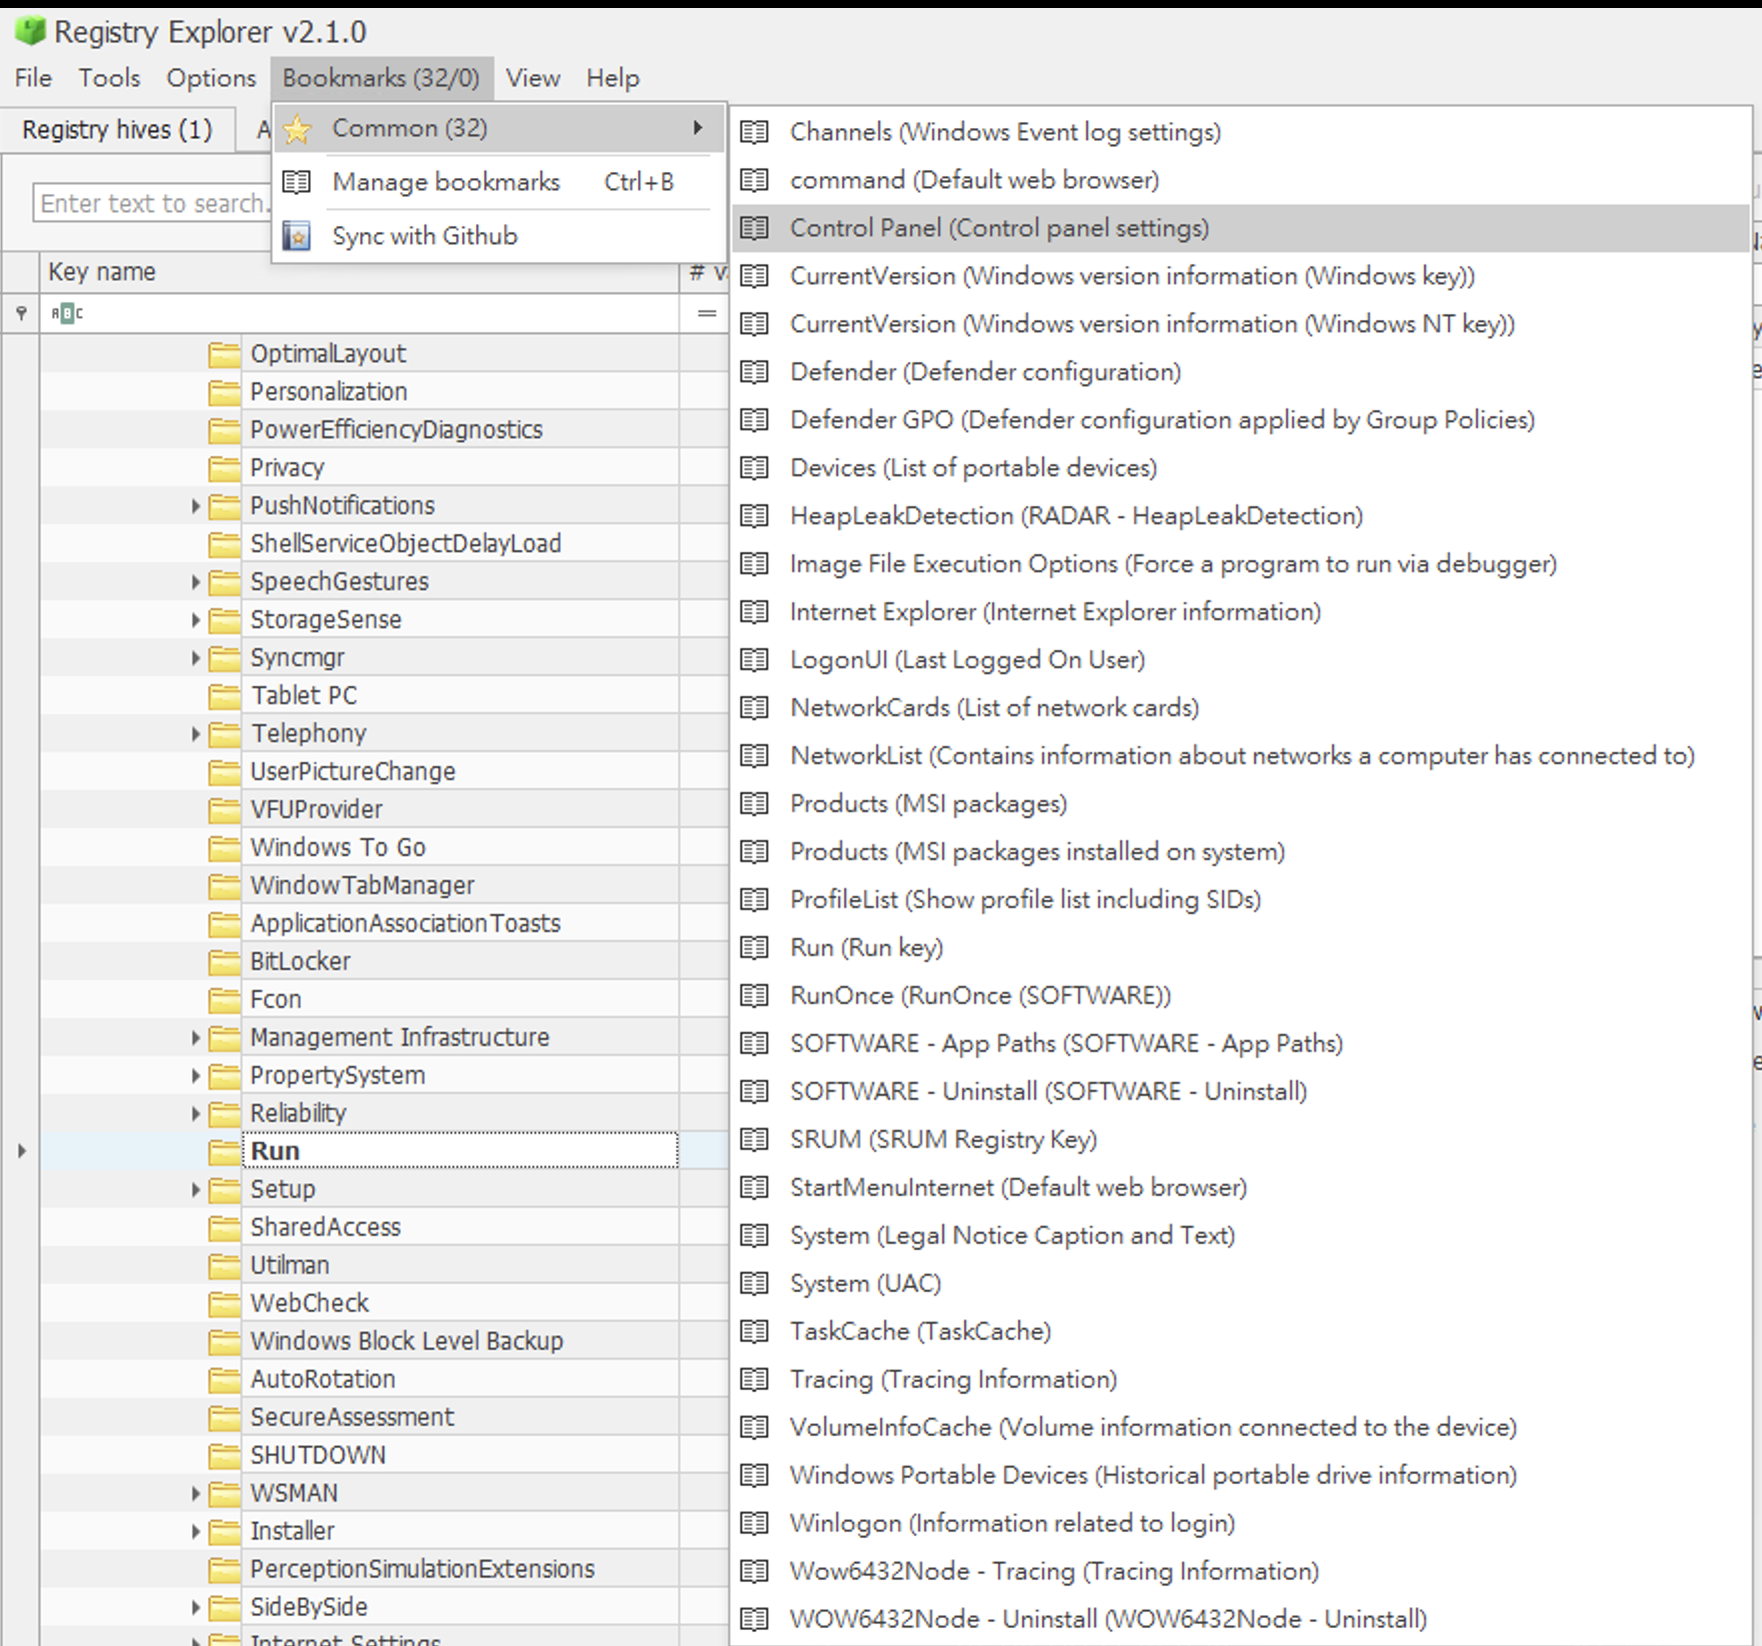 Registry Explorer v2.1.0
File Tools Options Bookmarks (32/0) View Help
Registry hives (1) A
Common (32)
Manage bookmarks Ctrl+B
Sync with Github
Enter text to search.
Key name # v
ABC =
OptimalLayout
Personalization
PowerEfficiencyDiagnostics
Privacy
PushNotifications
ShellServiceObjectDelayLoad
SpeechGestures
StorageSense
Syncmgr
Tablet PC
Telephony
UserPictureChange
VFUProvider
Windows To Go
WindowTabManager
ApplicationAssociationToasts
BitLocker
Fcon
Management Infrastructure
PropertySystem
Reliability
Run
Setup
SharedAccess
Utilman
WebCheck
Windows Block Level Backup
AutoRotation
SecureAssessment
SHUTDOWN
WSMAN
Installer
PerceptionSimulationExtensions
SideBySide
Internet Settings
Channels (Windows Event log settings)
command (Default web browser)
Control Panel (Control panel settings)
CurrentVersion (Windows version information (Windows key))
CurrentVersion (Windows version information (Windows NT key))
Defender (Defender configuration)
Defender GPO (Defender configuration applied by Group Policies)
Devices (List of portable devices)
HeapLeakDetection (RADAR - HeapLeakDetection)
Image File Execution Options (Force a program to run via debugger)
Internet Explorer (Internet Explorer information)
LogonUI (Last Logged On User)
NetworkCards (List of network cards)
NetworkList (Contains information about networks a computer has connected to)
Products (MSI packages)
Products (MSI packages installed on system)
ProfileList (Show profile list including SIDs)
Run (Run key)
RunOnce (RunOnce (SOFTWARE))
SOFTWARE - App Paths (SOFTWARE - App Paths)
SOFTWARE - Uninstall (SOFTWARE - Uninstall)
SRUM (SRUM Registry Key)
StartMenuInternet (Default web browser)
System (Legal Notice Caption and Text)
System (UAC)
TaskCache (TaskCache)
Tracing (Tracing Information)
VolumeInfoCache (Volume information connected to the device)
Windows Portable Devices (Historical portable drive information)
Winlogon (Information related to login)
Wow6432Node - Tracing (Tracing Information)
WOW6432Node - Uninstall (WOW6432Node - Uninstall)